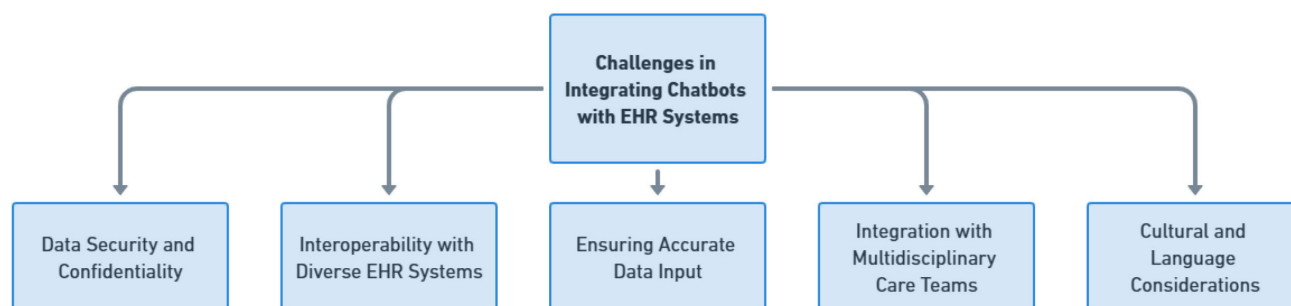 Challenges in
Integrating Chatbots
with EHR Systems
Data Security and
Confidentiality
Interoperability with
Diverse EHR Systems
Ensuring Accurate
Data Input
Integration with
Multidisciplinary
Care Teams
Cultural and
Language
Considerations